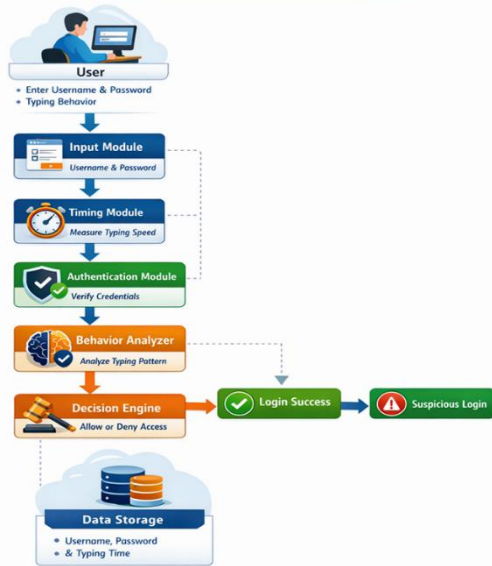 User
• Enter Username & Password
• Typing Behavior
Input Module
Username & Password
Timing Module
Measure Typing Speed
Authentication Module
Verify Credentials
Behavior Analyzer
Analyze Typing Pattern
Decision Engine
Allow or Deny Access
Login Success
Suspicious Login
Data Storage
• Username, Password
• & Typing Time